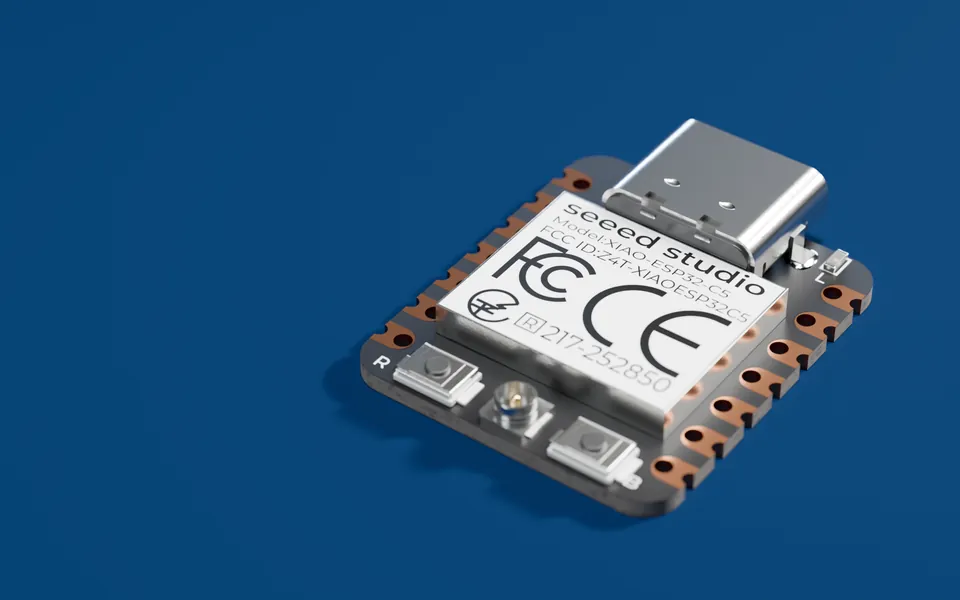 seeed studio
Model:XIAO-ESP32-C5
FCC ID:Z4T-XIAOESP32C5
FC CE
R 217-252850
L
R
B